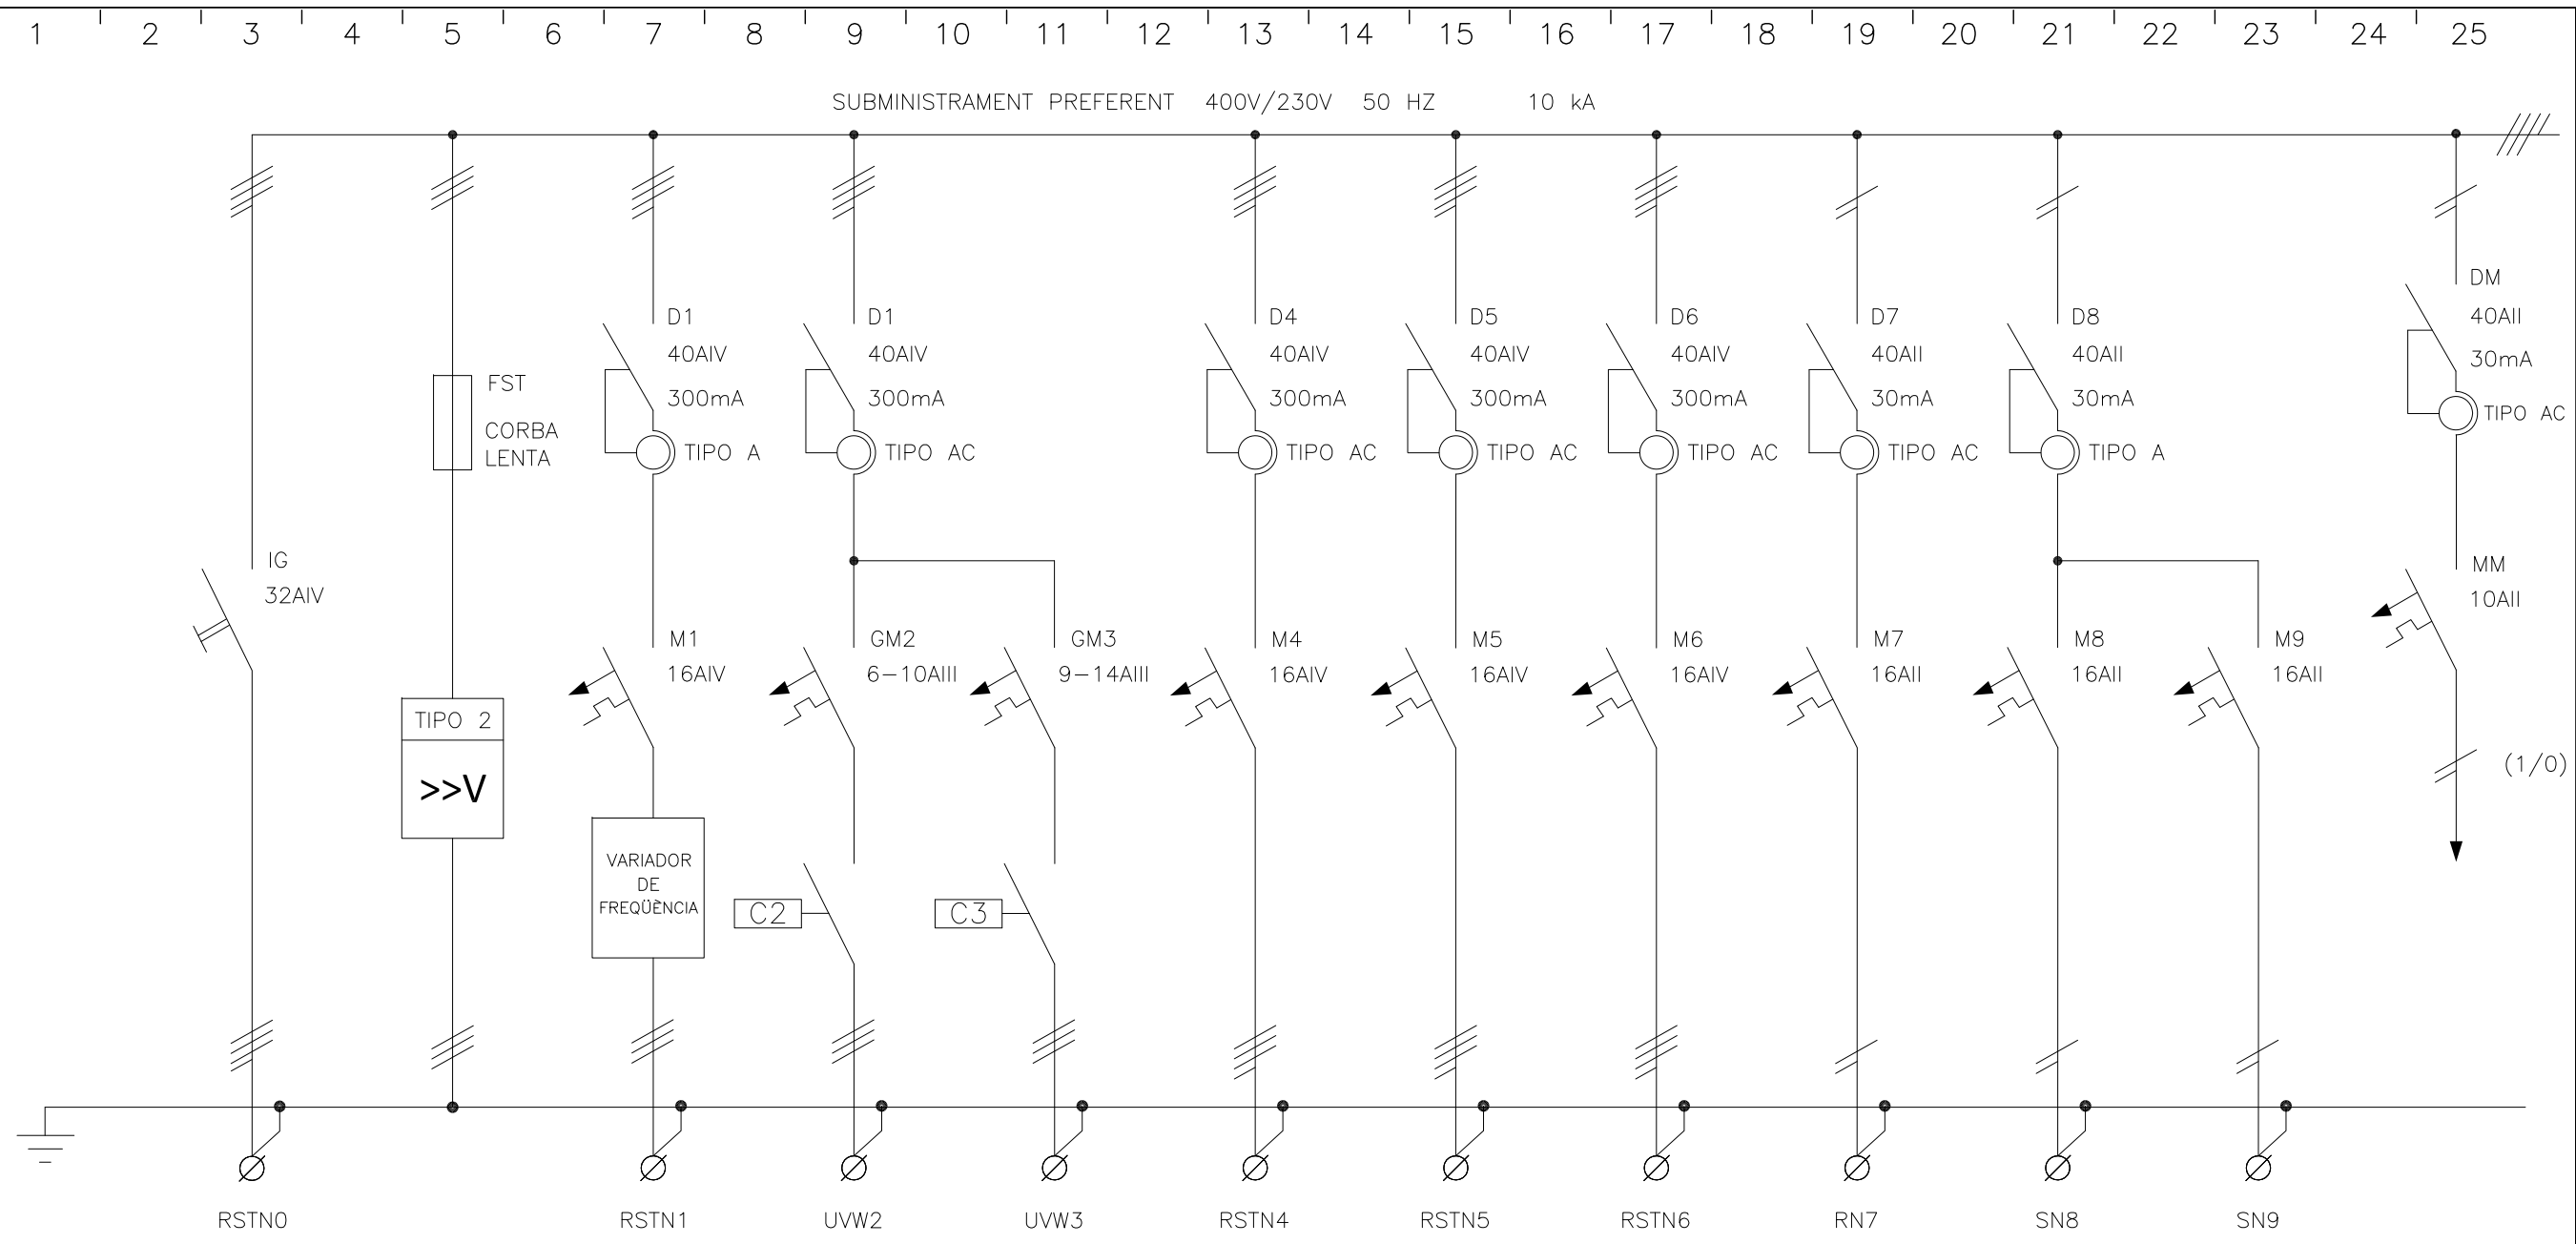 1 2 3 4 5 6 7 8 9 10 11 12 13 14 15 16 17 18 19 20 21 22 23 24 25
SUBMINISTRAMENT PREFERENT 400V/230V 50 HZ 10 kA
IG
32AIV
FST
CORBA
LENTA
TIPO 2
>>V
D1
40AIV
300mA
TIPO A
M1
16AIV
VARIADOR
DE
FREQÜÈNCIA
D1
40AIV
300mA
TIPO AC
GM2
6-10AIII
C2
GM3
9-14AIII
C3
D4
40AIV
300mA
TIPO AC
M4
16AIV
D5
40AIV
300mA
TIPO AC
M5
16AIV
D6
40AIV
300mA
TIPO AC
M6
16AIV
D7
40AII
30mA
TIPO AC
M7
16AII
D8
40AII
30mA
TIPO A
M8
16AII
M9
16AII
DM
40AII
30mA
TIPO AC
MM
10AII
(1/0)
RSTN0 RSTN1 UVW2 UVW3 RSTN4 RSTN5 RSTN6 RN7 SN8 SN9